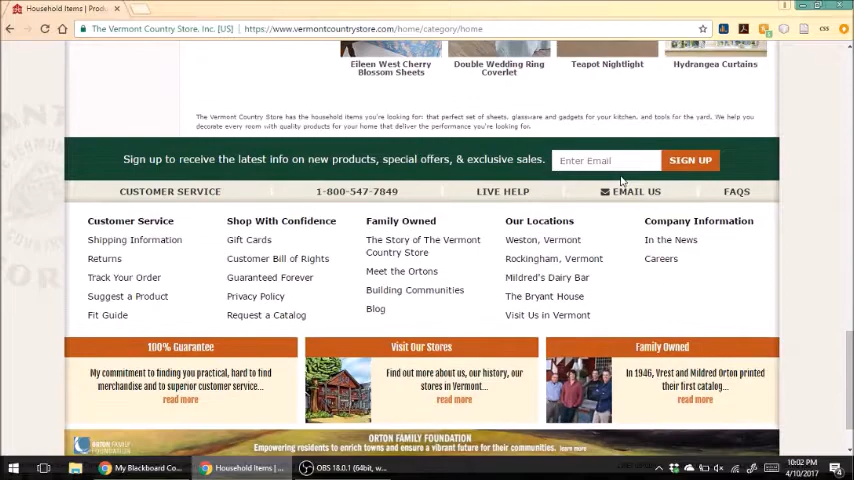 Household Items | Produ
The Vermont Country Store, Inc. [US] | https://www.vermontcountrystore.com/home/category/home
css
Eileen West Cherry
Blossom Sheets
Double Wedding Ring
Coverlet
Teapot Nightlight
Hydrangea Curtains
The Vermont Country Store has the household items you're looking for: that perfect set of sheets, glassware and gadgets for your kitchen, and tools for the yard. We help you
decorate every room with quality products for your home that deliver the performance you're looking for.
Sign up to receive the latest info on new products, special offers, & exclusive sales.
Enter Email
SIGN UP
CUSTOMER SERVICE
1-800-547-7849
LIVE HELP
EMAIL US
FAQS
Customer Service
Shipping Information
Returns
Track Your Order
Suggest a Product
Fit Guide
Shop With Confidence
Gift Cards
Customer Bill of Rights
Guaranteed Forever
Privacy Policy
Request a Catalog
Family Owned
The Story of The Vermont
Country Store
Meet the Ortons
Building Communities
Blog
Our Locations
Weston, Vermont
Rockingham, Vermont
Mildred's Dairy Bar
The Bryant House
Visit Us in Vermont
Company Information
In the News
Careers
100% Guarantee
My commitment to finding you practical, hard to find
merchandise and to superior customer service...
read more
Visit Our Stores
Find out more about us, our history, our
stores in Vermont...
read more
Family Owned
In 1946, Vrest and Mildred Orton printed
their first catalog...
read more
ORTON FAMILY
FOUNDATION
ORTON FAMILY FOUNDATION
Empowering residents to enrich towns and ensure a vibrant future for their communities. learn more
My Blackboard Co...
Household Items | ...
OBS 18.0.1 (64bit, w...
10:02 PM
4/10/2017